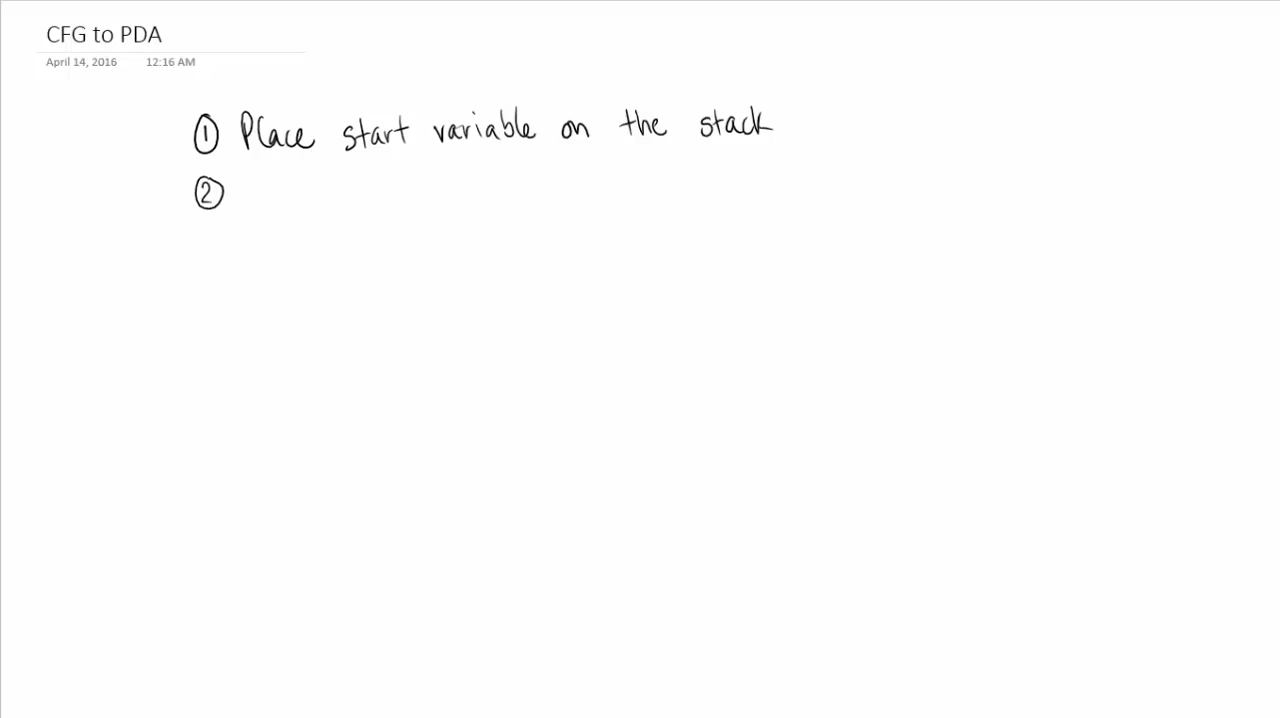 CFG to PDA
April 14, 2016 12:16 AM
① Place start variable on the stack
②